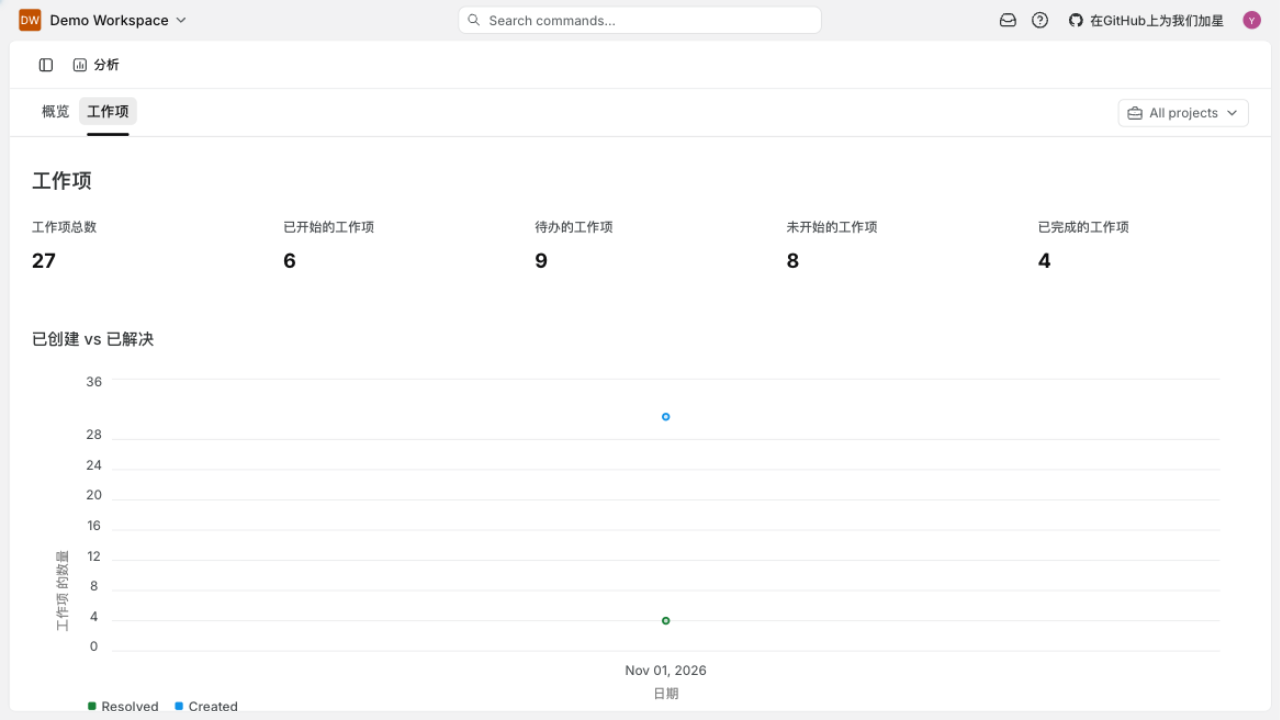 DW Demo Workspace
Search commands...
在GitHub上为我们加星
Y
分析
概览
工作项
All projects
工作项
工作项总数
27
已开始的工作项
6
待办的工作项
9
未开始的工作项
8
已完成的工作项
4
已创建 vs 已解决
36
28
24
20
16
12
8
4
0
工作项 的数量
Nov 01, 2026
日期
Resolved
Created